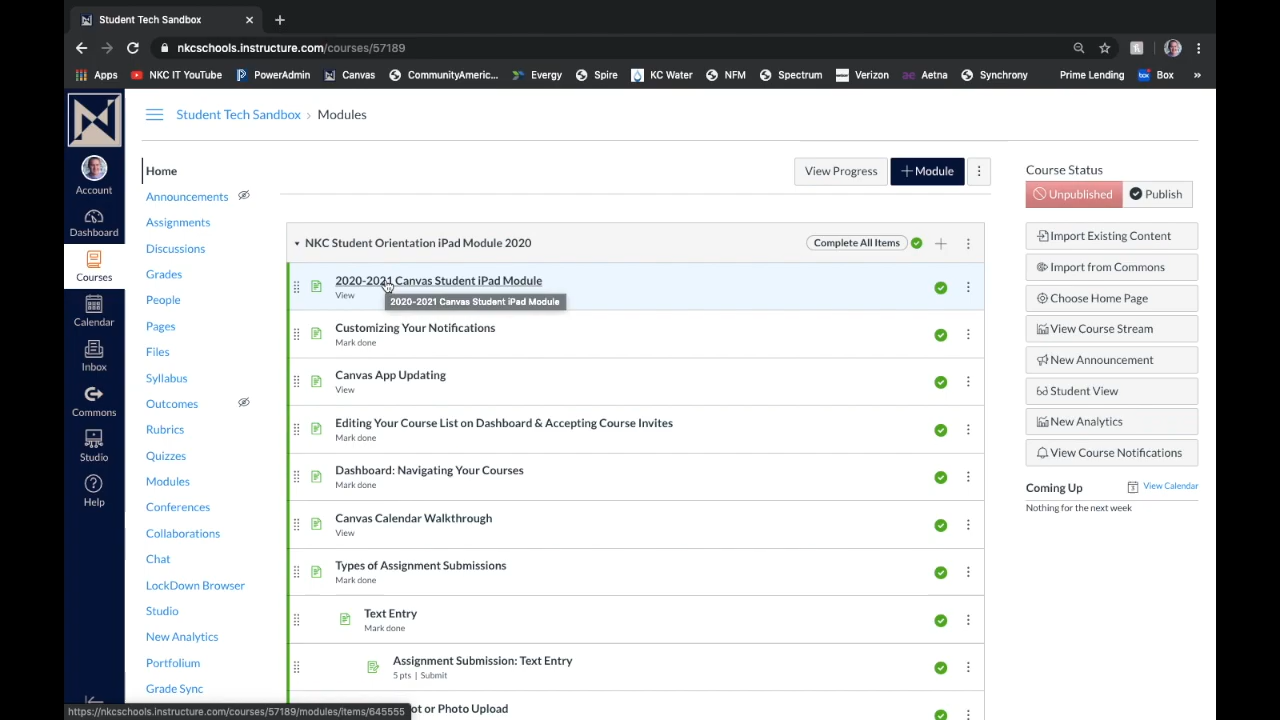 Student Tech Sandbox
nkcschools.instructure.com/courses/57189
Apps NKC IT YouTube PowerAdmin Canvas CommunityAmeric... Evergy Spire KC Water NFM Spectrum Verizon Aetna Synchrony Prime Lending Box »
Student Tech Sandbox › Modules
Account
Dashboard
Courses
Calendar
Inbox
Commons
Studio
Help
Home
Announcements
Assignments
Discussions
Grades
People
Pages
Files
Syllabus
Outcomes
Rubrics
Quizzes
Modules
Conferences
Collaborations
Chat
LockDown Browser
Studio
New Analytics
Portfolium
Grade Sync
View Progress
+ Module
NKC Student Orientation iPad Module 2020
Complete All Items
2020-2021 Canvas Student iPad Module
View
2020-2021 Canvas Student iPad Module
Customizing Your Notifications
Mark done
Canvas App Updating
View
Editing Your Course List on Dashboard & Accepting Course Invites
Mark done
Dashboard: Navigating Your Courses
Mark done
Canvas Calendar Walkthrough
View
Types of Assignment Submissions
Mark done
Text Entry
Mark done
Assignment Submission: Text Entry
5 pts | Submit
ot or Photo Upload
Course Status
Unpublished
Publish
Import Existing Content
Import from Commons
Choose Home Page
View Course Stream
New Announcement
Student View
New Analytics
View Course Notifications
Coming Up
View Calendar
Nothing for the next week
https://nkcschools.instructure.com/courses/57189/modules/items/645555